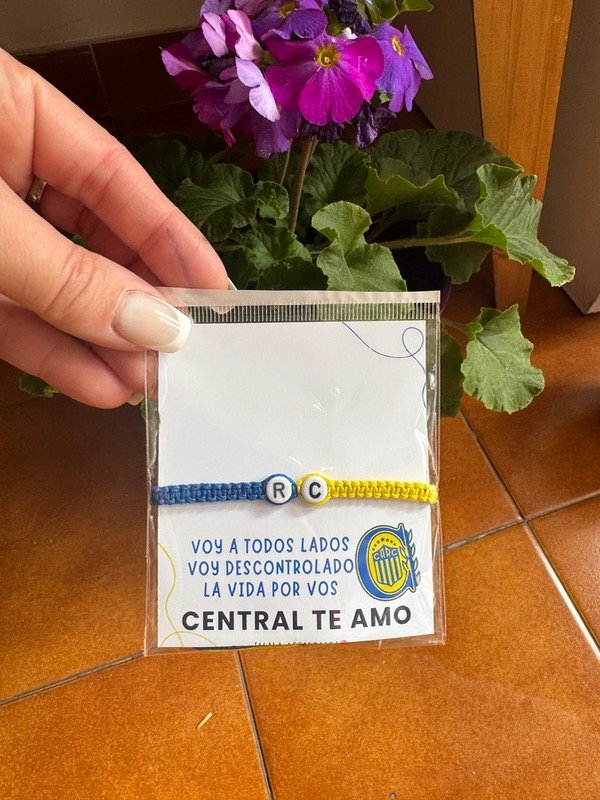 R C
VOY A TODOS LADOS
VOY DESCONTROLADO
LA VIDA POR VOS
CARC
CENTRAL TE AMO